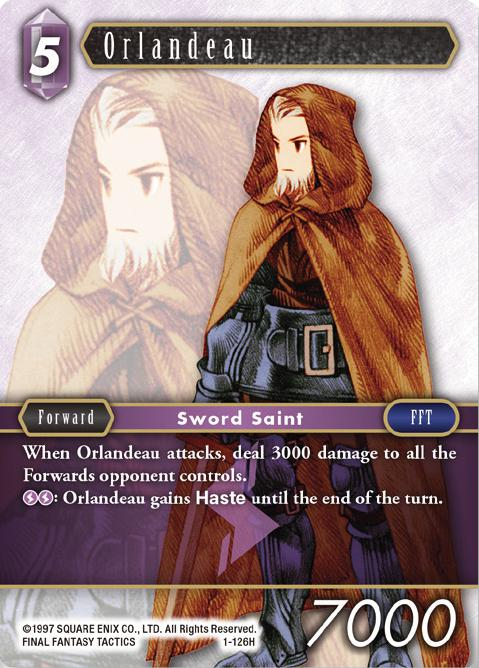 5
Orlandeau
Forward
Sword Saint
FFT
When Orlandeau attacks, deal 3000 damage to all the
Forwards opponent controls.
: Orlandeau gains Haste until the end of the turn.
©1997 SQUARE ENIX CO., LTD. All Rights Reserved.
FINAL FANTASY TACTICS
1-126H
7000